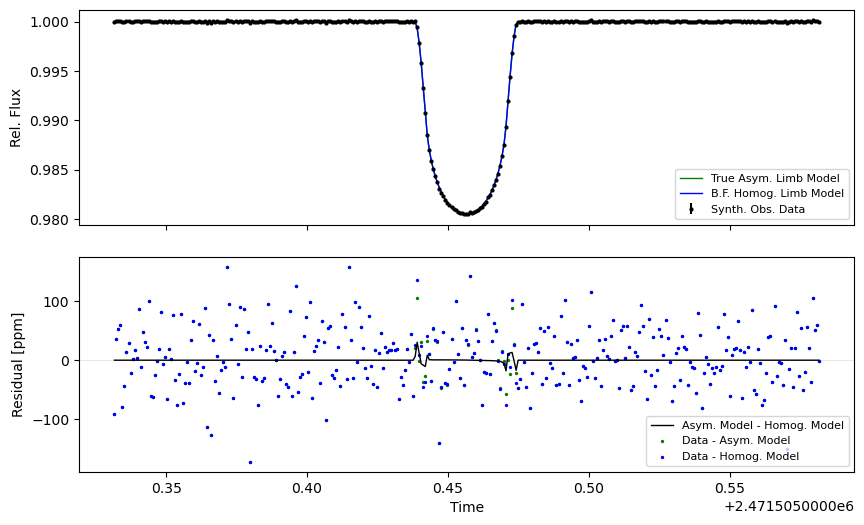 1.000
0.995
0.990
0.985
0.980
Rel. Flux
True Asym. Limb Model
B.F. Homog. Limb Model
Synth. Obs. Data
100
0
−100
Residual [ppm]
Asym. Model - Homog. Model
Data - Asym. Model
Data - Homog. Model
0.35 0.40 0.45 0.50 0.55
Time
+2.4715050000e6